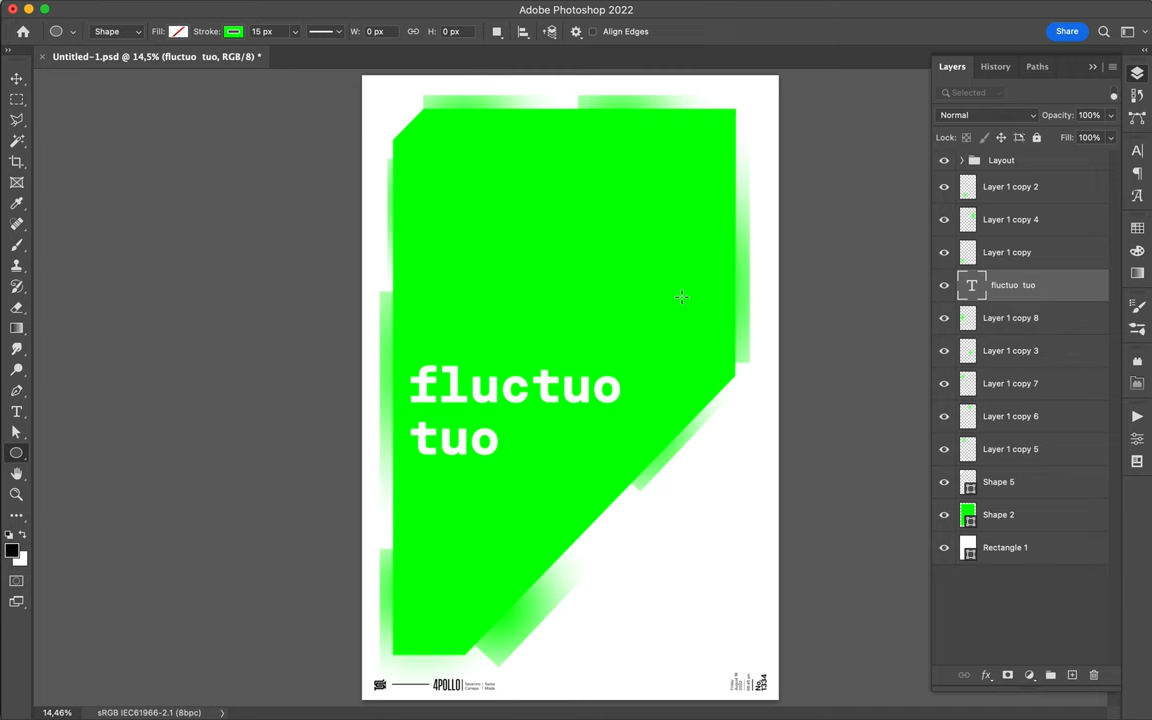 Adobe Photoshop 2022
Shape
Fill:
Stroke:
15 px
W: 0 px
H: 0 px
Align Edges
Share
Untitled-1.psd @ 14,5% (fluctuo  tuo, RGB/8) *
Layers
History
Paths
Selected
Normal
Opacity: 100%
Lock:
Fill: 100%
Layout
Layer 1 copy 2
Layer 1 copy 4
Layer 1 copy
fluctuo  tuo
Layer 1 copy 8
Layer 1 copy 3
Layer 1 copy 7
Layer 1 copy 6
Layer 1 copy 5
Shape 5
Shape 2
Rectangle 1
fluctuo
tuo
4POLLO
Swiss
Made
No.
1334
14,46%
sRGB IEC61966-2.1 (8bpc)